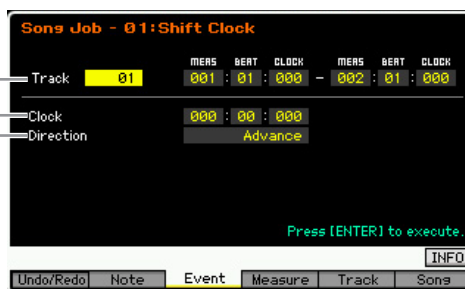 Song Job - 01:Shift Clock
MEAS BEAT CLOCK MEAS BEAT CLOCK
Track 01 001 : 01 : 000 - 002 : 01 : 000
Clock 000 : 00 : 000
Direction Advance
Press [ENTER] to execute.
INFO
Undo/Redo Note Event Measure Track Song